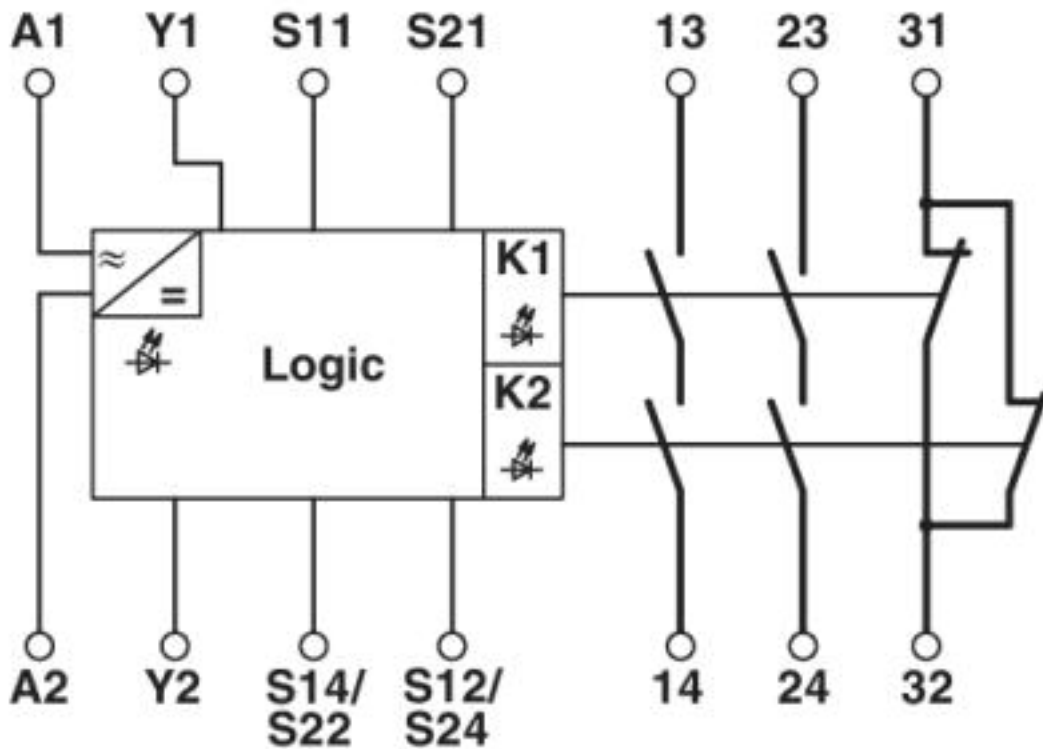 A1 Y1 S11 S21 13 23 31
≈
=
K1
Logic
K2
A2 Y2 S14/ S12/ 14 24 32
S22 S24